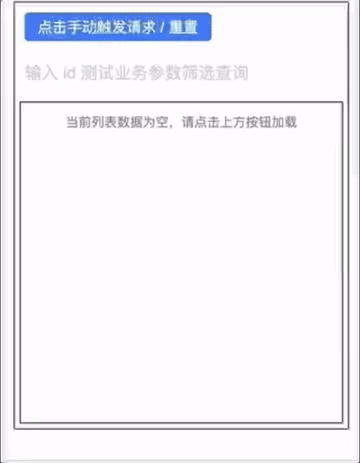 点击手动触发请求 / 重置
输入 id 测试业务参数筛选查询
当前列表数据为空，请点击上方按钮加载